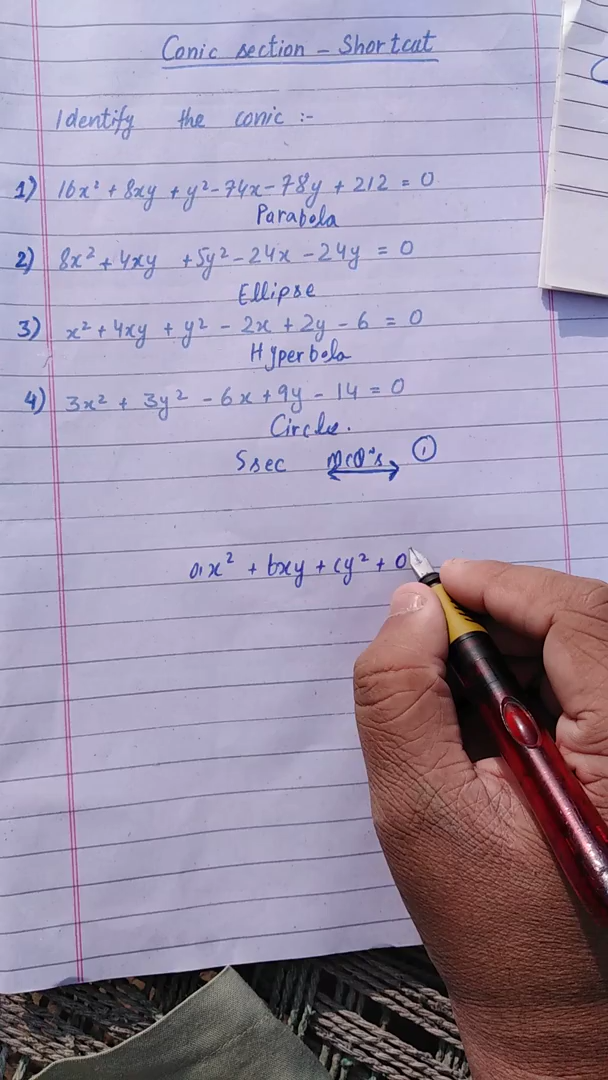 Conic section - Shortcut
Identify the conic :-
1) 16x² + 8xy + y² - 74x - 78y + 212 = 0
Parabola
2) 8x² + 4xy + 5y² - 24x - 24y = 0
Ellipse
3) x² + 4xy + y² - 2x + 2y - 6 = 0
Hyperbola
4) 3x² + 3y² - 6x + 9y - 14 = 0
Circle.
5sec MCQ's ①
ax² + bxy + cy² +